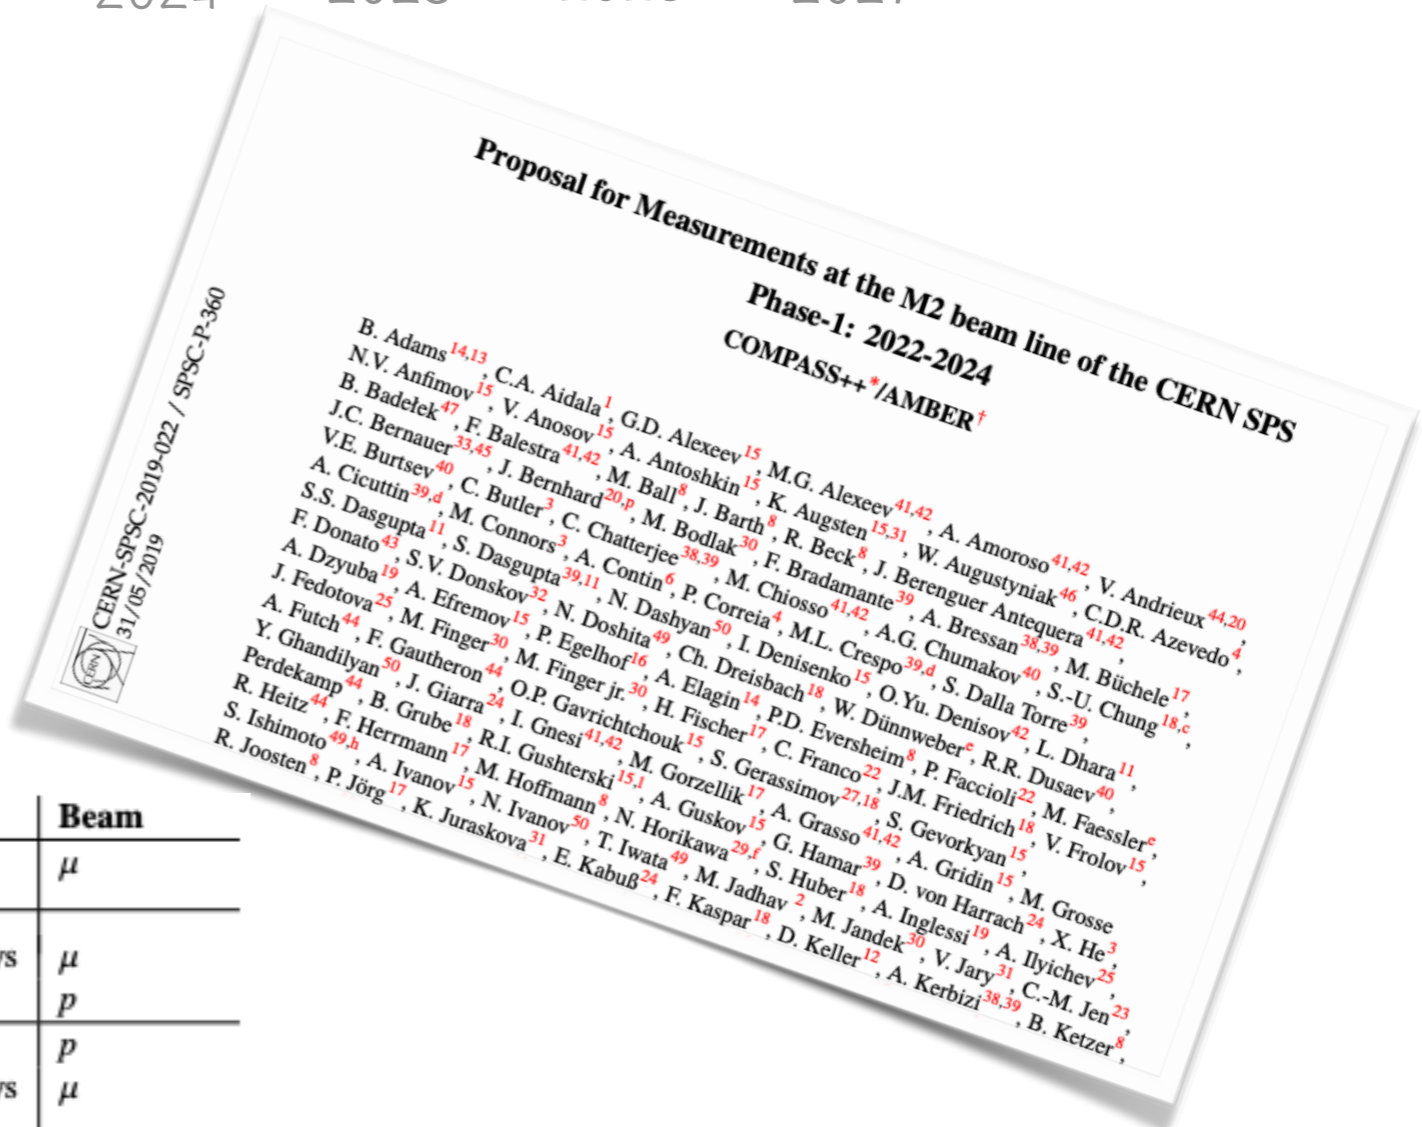 Proposal for Measurements at the M2 beam line of the CERN SPS
Phase-1: 2022-2024
COMPASS++*/AMBER†
B. Adams14,13, C.A. Aidala1, G.D. Alexeev15, M.G. Alexeev41,42, A. Amoroso41,42, V. Andrieux44,20,
N.V. Anfimov15, V. Anosov15, A. Antoshkin15, K. Augsten15,31, W. Augustyniak46, C.D.R. Azevedo4,
B. Badełek47, F. Balestra41,42, M. Ball8, J. Barth8, R. Beck8, J. Berenguer Antequera41,42,
J.C. Bernauer33,45, J. Bernhard20,p, M. Bodlak30, F. Bradamante39, A. Bressan38,39, M. Büchele17,
V.E. Burtsev40, C. Butler3, C. Chatterjee38,39, M. Chiosso41,42, A.G. Chumakov40, S.-U. Chung18,c,
A. Cicuttin39,d, M. Connors3, A. Contin6, P. Correia4, M.L. Crespo39,d, S. Dalla Torre39,
S.S. Dasgupta11, S. Dasgupta39,11, N. Dashyan50, I. Denisenko15, O.Yu. Denisov42, L. Dhara11,
F. Donato43, S.V. Donskov32, N. Doshita49, Ch. Dreisbach18, W. Dünnwebere, R.R. Dusaev40,
A. Dzyuba19, A. Efremov15, P. Egelhof16, A. Elagin14, P.D. Eversheim8, P. Faccioli22, M. Faesslere,
J. Fedotova25, M. Finger30, M. Finger jr.30, H. Fischer17, C. Franco22, J.M. Friedrich18, V. Frolov15,
A. Futch44, F. Gautheron44, O.P. Gavrichtchouk15, S. Gerassimov27,18, S. Gevorkyan15,
Y. Ghandilyan50, J. Giarra24, I. Gnesi41,42, M. Gorzellik17, A. Grasso41,42, A. Gridin15, M. Grosse
Perdekamp44, B. Grube18, R.I. Gushterski15,1, A. Guskov15, G. Hamar39, D. von Harrach24, X. He3,
R. Heitz44, F. Herrmann17, M. Hoffmann8, N. Horikawa29,f, S. Huber18, A. Inglessi19, A. Ilyichev25,
S. Ishimoto49,h, A. Ivanov15, N. Ivanov50, T. Iwata49, M. Jadhav2, M. Jandek30, V. Jary31, C.-M. Jen23,
R. Joosten8, P. Jörg17, K. Juraskova31, E. Kabuß24, F. Kaspar18, D. Keller12, A. Kerbizi38,39, B. Ketzer8,
CERN-SPSC-2019-022 / SPSC-P-360
31/05/2019
CERN
Beam
μ
μ
p
p
μ